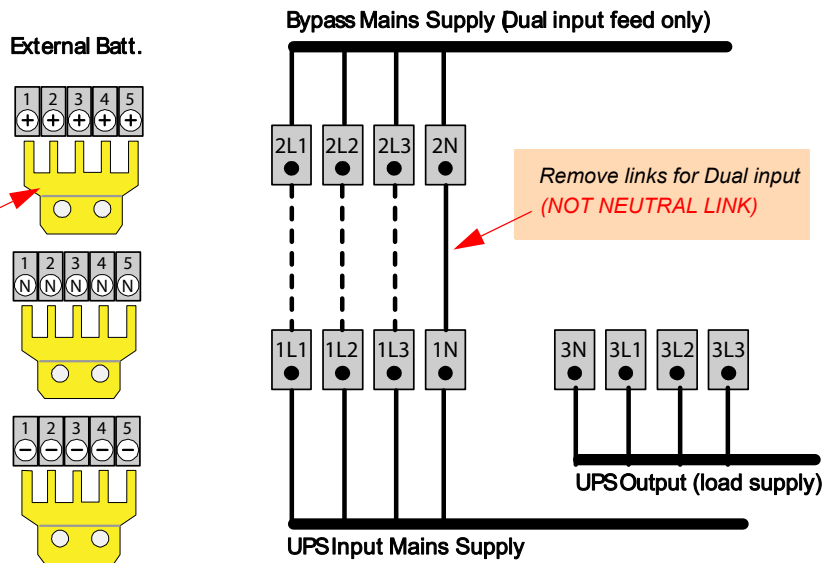 Bypass Mains Supply (Dual input feed only)
External Batt.
1 2 3 4 5
+ + + + +
2L1 2L2 2L3 2N
Remove links for Dual input
(NOT NEUTRAL LINK)
1 2 3 4 5
N N N N N
1L1 1L2 1L3 1N
3N 3L1 3L2 3L3
1 2 3 4 5
− − − − −
UPS Output (load supply)
UPS Input Mains Supply